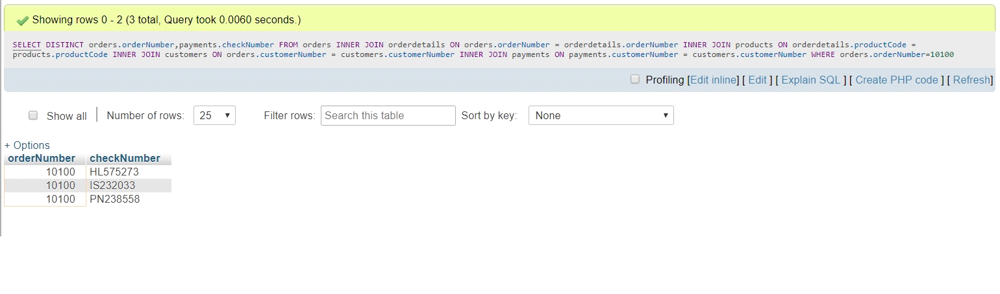 Showing rows 0 - 2 (3 total, Query took 0.0060 seconds.)
SELECT DISTINCT orders.orderNumber,payments.checkNumber FROM orders INNER JOIN orderdetails ON orders.orderNumber = orderdetails.orderNumber INNER JOIN products ON orderdetails.productCode =
products.productCode INNER JOIN customers ON orders.customerNumber = customers.customerNumber INNER JOIN payments ON payments.customerNumber = customers.customerNumber WHERE orders.orderNumber=10100
Profiling [Edit inline] [ Edit ] [ Explain SQL ] [ Create PHP code ] [ Refresh]
Show all | Number of rows: 25 Filter rows: Search this table Sort by key: None
+ Options
orderNumber checkNumber
10100 HL575273
10100 IS232033
10100 PN238558